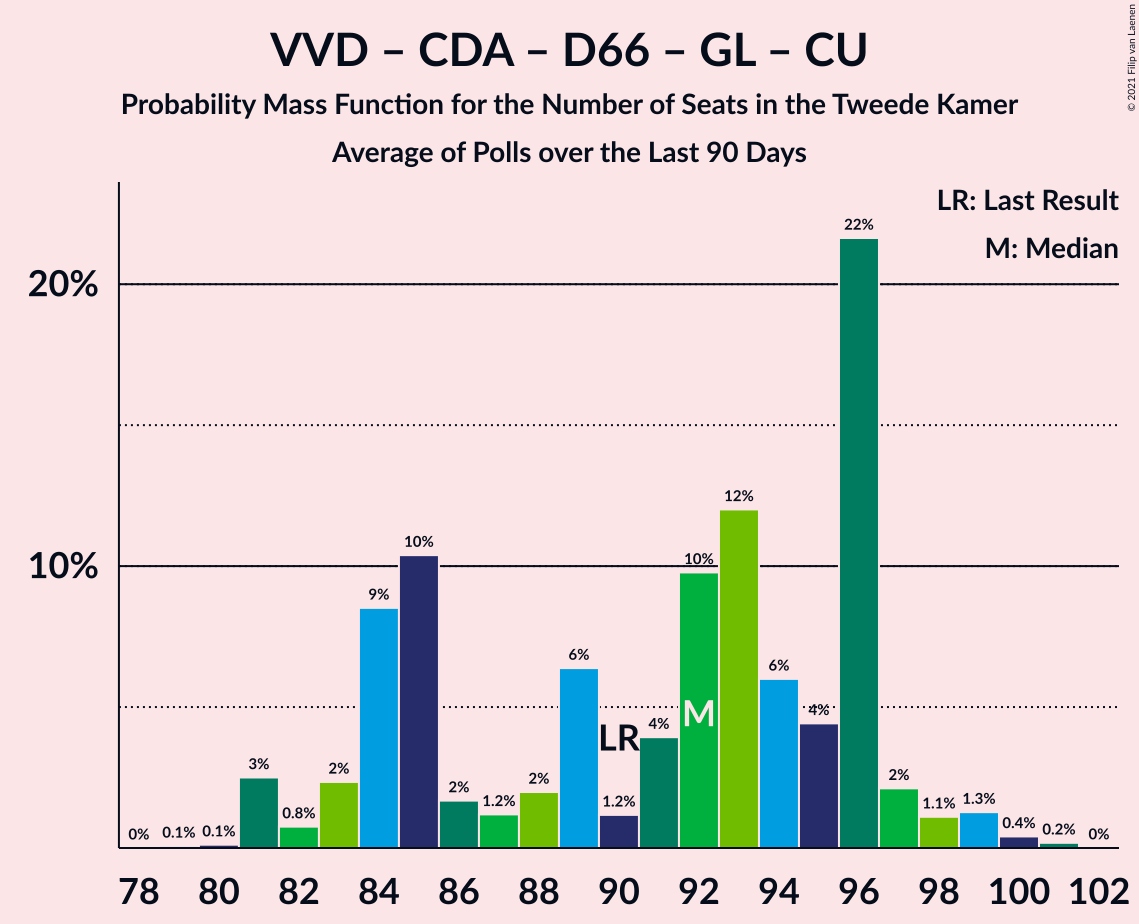 VVD – CDA – D66 – GL – CU
Probability Mass Function for the Number of Seats in the Tweede Kamer
Average of Polls over the Last 90 Days
© 2021 Filip van Laenen
LR: Last Result
M: Median
20%
10%
0% 0.1% 0.1% 3% 0.8% 2% 9% 10% 2% 1.2% 2% 6% 1.2% 4% 10% 12% 6% 4% 22% 2% 1.1% 1.3% 0.4% 0.2% 0%
LR M
78 80 82 84 86 88 90 92 94 96 98 100 102